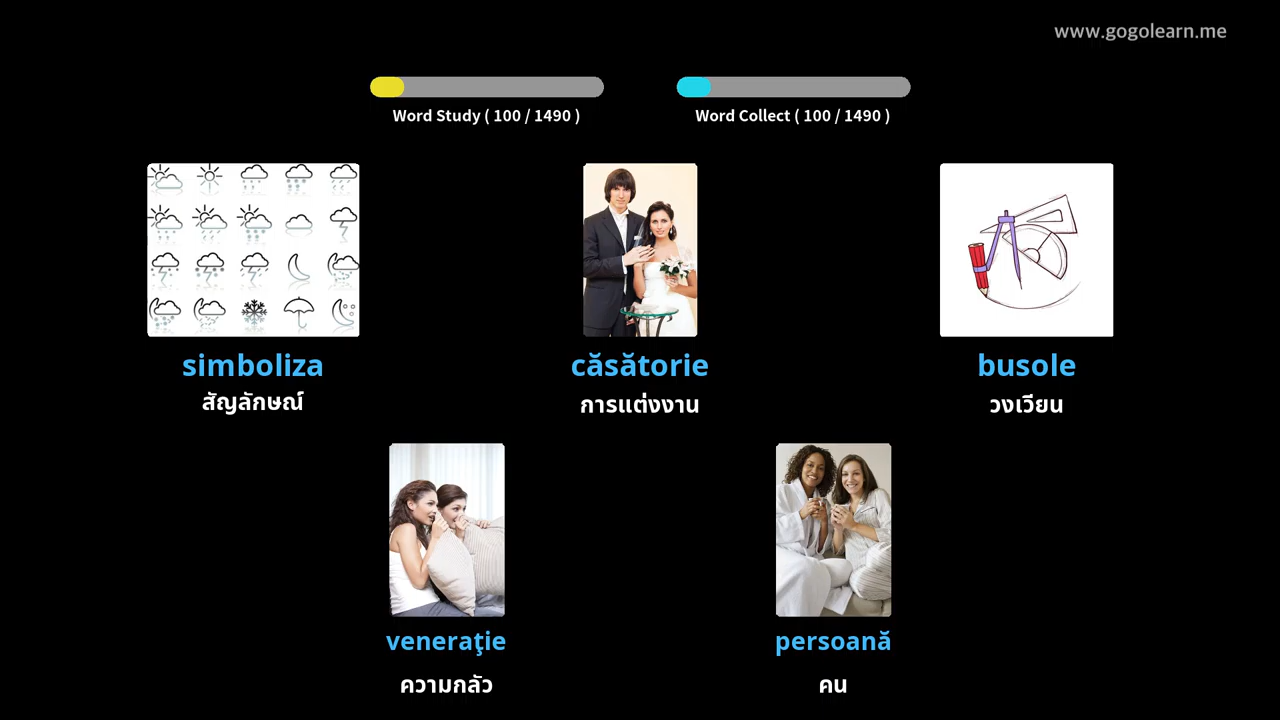 www.gogolearn.me
Word Study ( 100 / 1490 )
Word Collect ( 100 / 1490 )
simboliza
สัญลักษณ์
căsătorie
การแต่งงาน
busole
วงเวียน
veneraţie
ความกลัว
persoană
คน